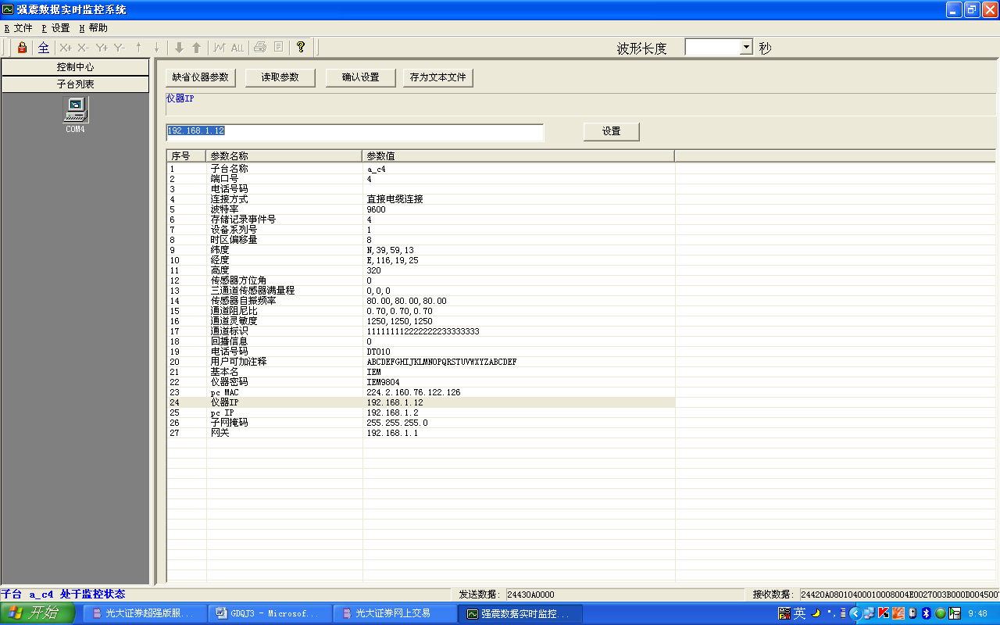 强震数据实时监控系统
R 文件 P 设置 H 帮助
全 X+ X- Y+ Y- ALL ? 波形长度 秒
控制中心
子台列表
COM4
缺省仪器参数 读取参数 确认设置 存为文本文件
仪器IP
192.168.1.12 设置
序号 参数名称 参数值
1 子台名称 a_c4
2 端口号 4
3 电话号码
4 连接方式 直接电缆连接
5 波特率 9600
6 存储记录事件号 4
7 设备系列号 1
8 时区偏移量 8
9 纬度 N,39,59,13
10 经度 E,116,19,25
11 高度 320
12 传感器方位角 0
13 三通道传感器满量程 0,0,0
14 传感器自振频率 80.00,80.00,80.00
15 通道阻尼比 0.70,0.70,0.70
16 通道灵敏度 1250,1250,1250
17 通道标识 111111112222222233333333
18 回播信息 0
19 电话号码 DT010
20 用户可加注释 ABCDEFGHIJKLMNOPQRSTUVWXYZABCDEF
21 基本名 IEM
22 仪器密码 IEM9804
23 pc MAC 224.2.160.76.122.126
24 仪器IP 192.168.1.12
25 pc IP 192.168.1.2
26 子网掩码 255.255.255.0
27 网关 192.168.1.1
子台 a_c4 处于监控状态 发送数据: 24430A0000 接收数据: 24420A08010400010008004E0027003B000D004500
开始 光大证券超强版服... GDQJ3 - Microsof... 光大证券网上交易 强震数据实时监控... 英 9:48